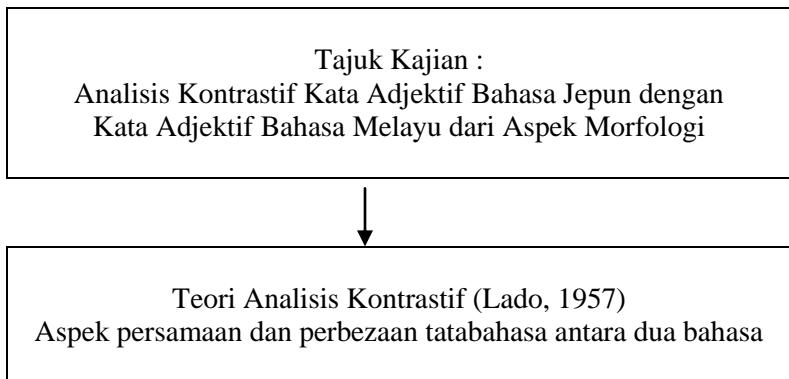 Tajuk Kajian :
Analisis Kontrastif Kata Adjektif Bahasa Jepun dengan
Kata Adjektif Bahasa Melayu dari Aspek Morfologi
Teori Analisis Kontrastif (Lado, 1957)
Aspek persamaan dan perbezaan tatabahasa antara dua bahasa